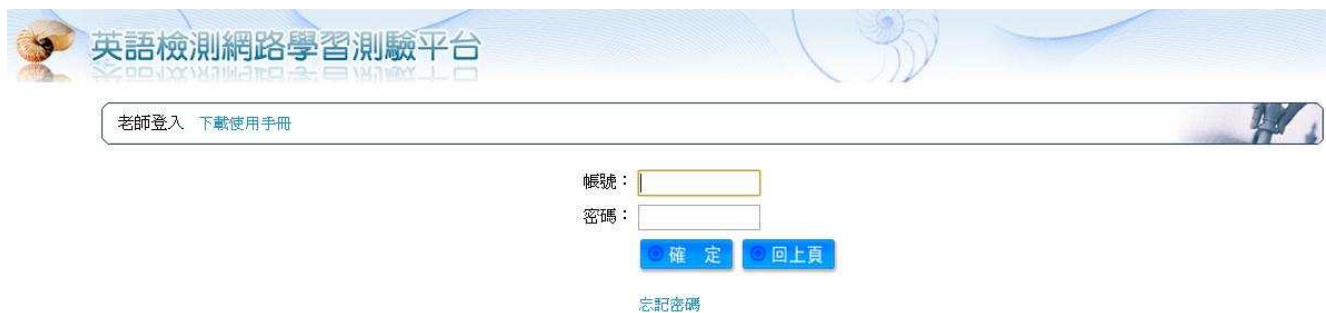 英語檢測網路學習測驗平台
老師登入 下載使用手冊
帳號：
密碼：
確 定 回上頁
忘記密碼